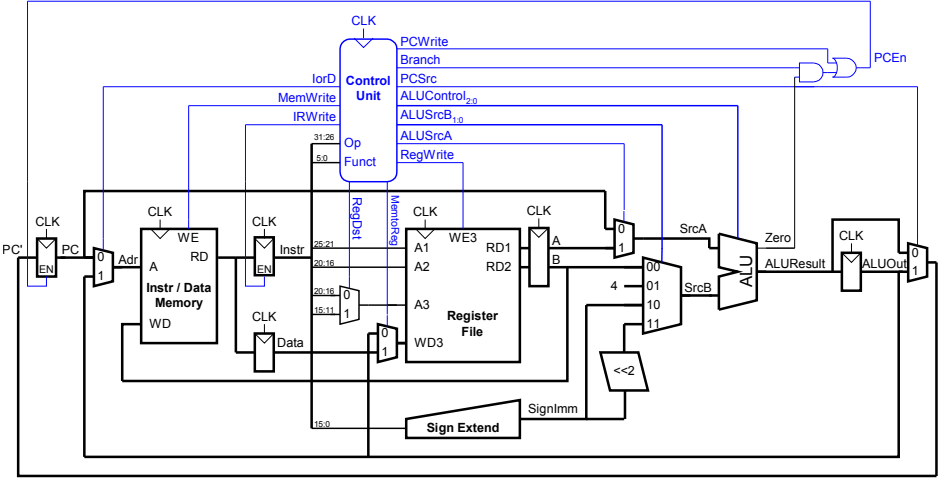 CLK
PCWrite
Branch
PCEn
IorD
Control
Unit
PCSrc
MemWrite
ALUControl2:0
IRWrite
ALUSrcB1:0
31:26
Op
ALUSrcA
5:0
Funct
RegWrite
RegDst
MemtoReg
CLK
CLK
CLK
CLK
CLK
CLK
PC'
PC
EN
0
1
Adr
A
WE
RD
Instr / Data
Memory
WD
EN
Instr
25:21
20:16
20:16
15:11
0
1
A1
A2
A3
WD3
WE3
RD1
RD2
Register
File
A
B
0
1
SrcA
Zero
ALU
ALUResult
CLK
ALUOut
0
1
4
00
01
10
11
SrcB
CLK
Data
0
1
<<2
SignImm
15:0
Sign Extend